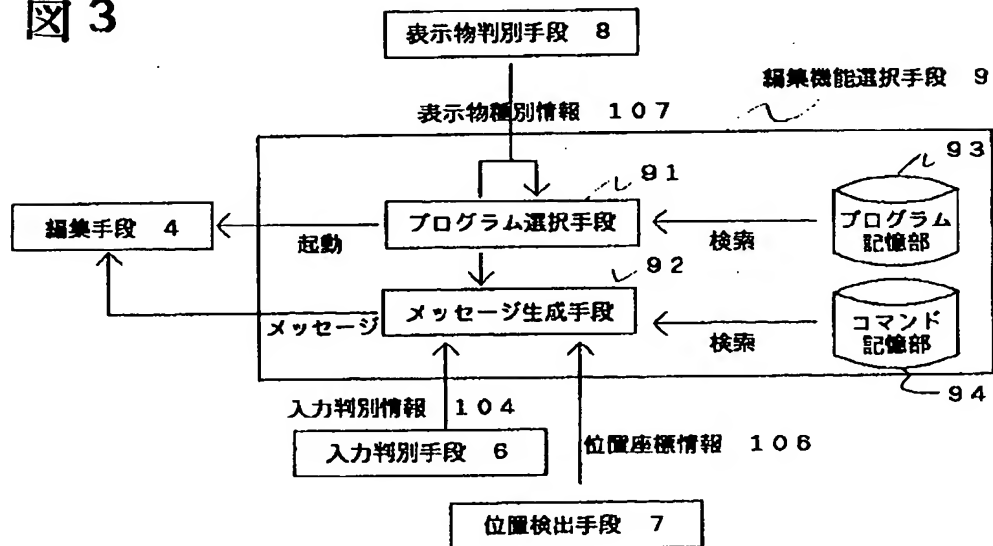 図3
表示物判別手段 8
編集機能選択手段 9
表示物種別情報 107
91
93
編集手段 4
起動
プログラム選択手段
検索
プログラム
記憶部
92
メッセージ
メッセージ生成手段
検索
コマンド
記憶部
94
入力判別情報 104
入力判別手段 6
位置座標情報 106
位置検出手段 7